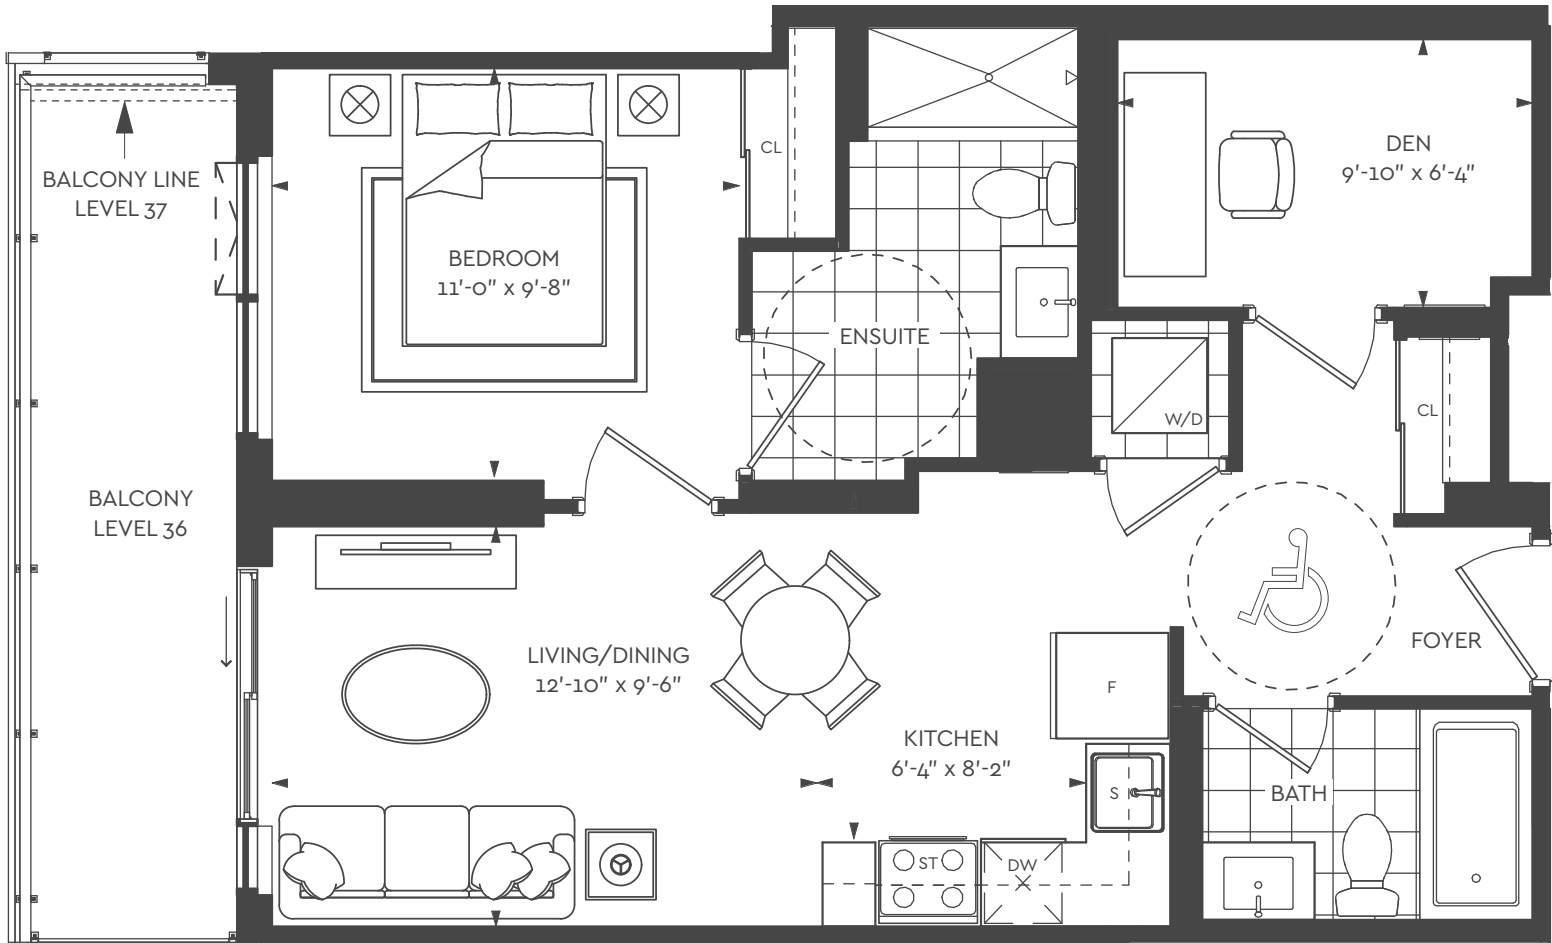 BALCONY LINE
LEVEL 37
BALCONY
LEVEL 36
BEDROOM
11'-0" x 9'-8"
CL
ENSUITE
DEN
9'-10" x 6'-4"
W/D
CL
LIVING/DINING
12'-10" x 9'-6"
KITCHEN
6'-4" x 8'-2"
F
S
ST
DW
FOYER
BATH